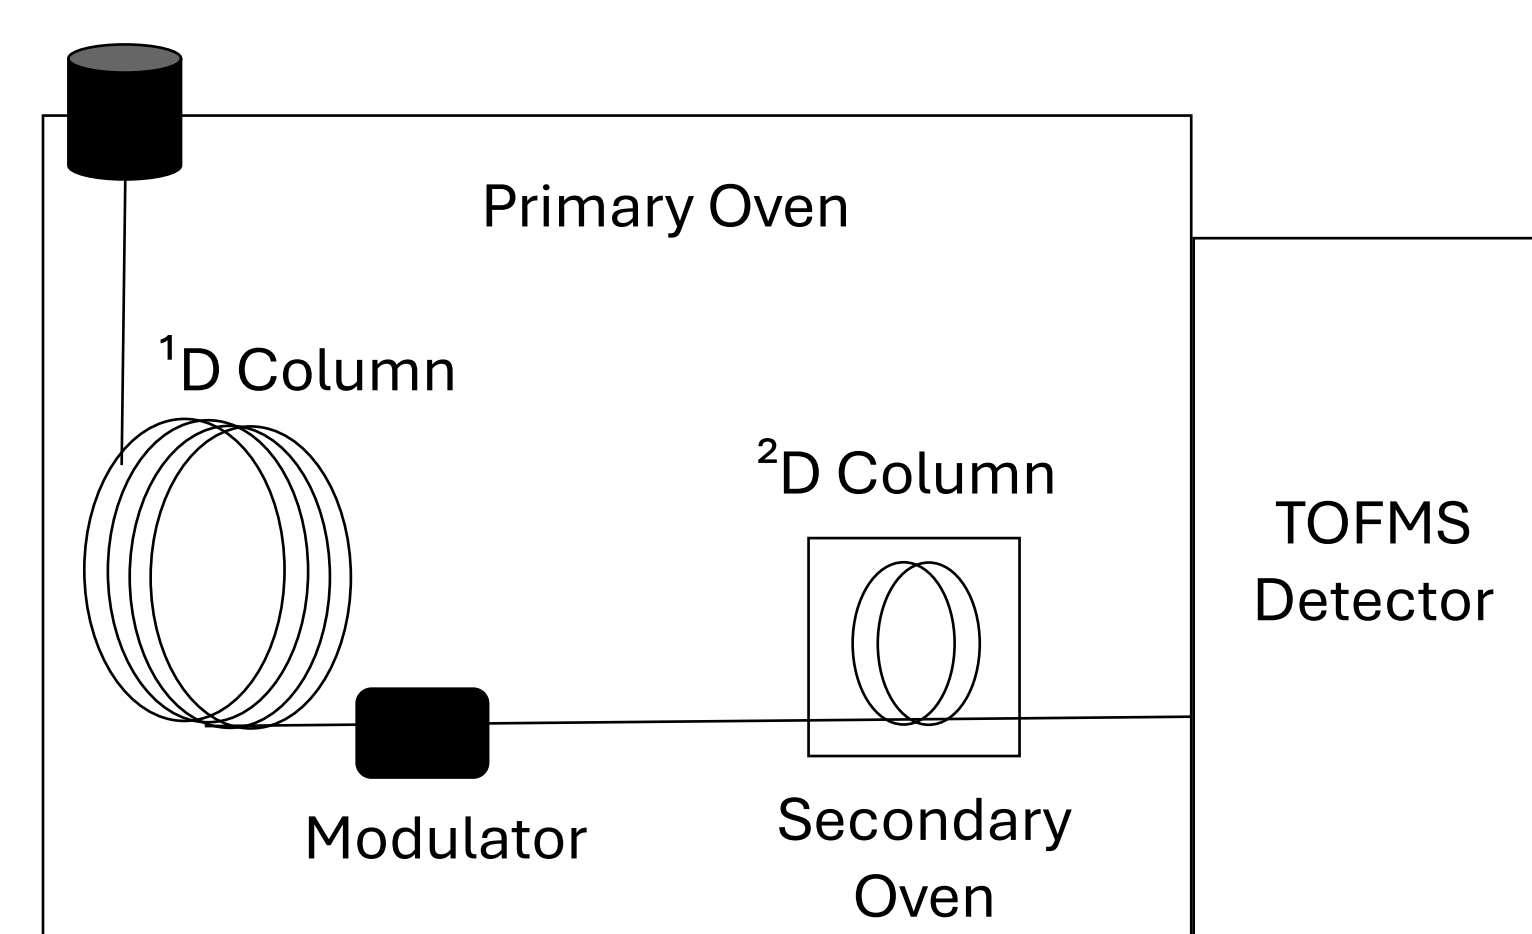 Primary Oven
¹D Column
²D Column
TOFMS
Detector
Modulator
Secondary
Oven